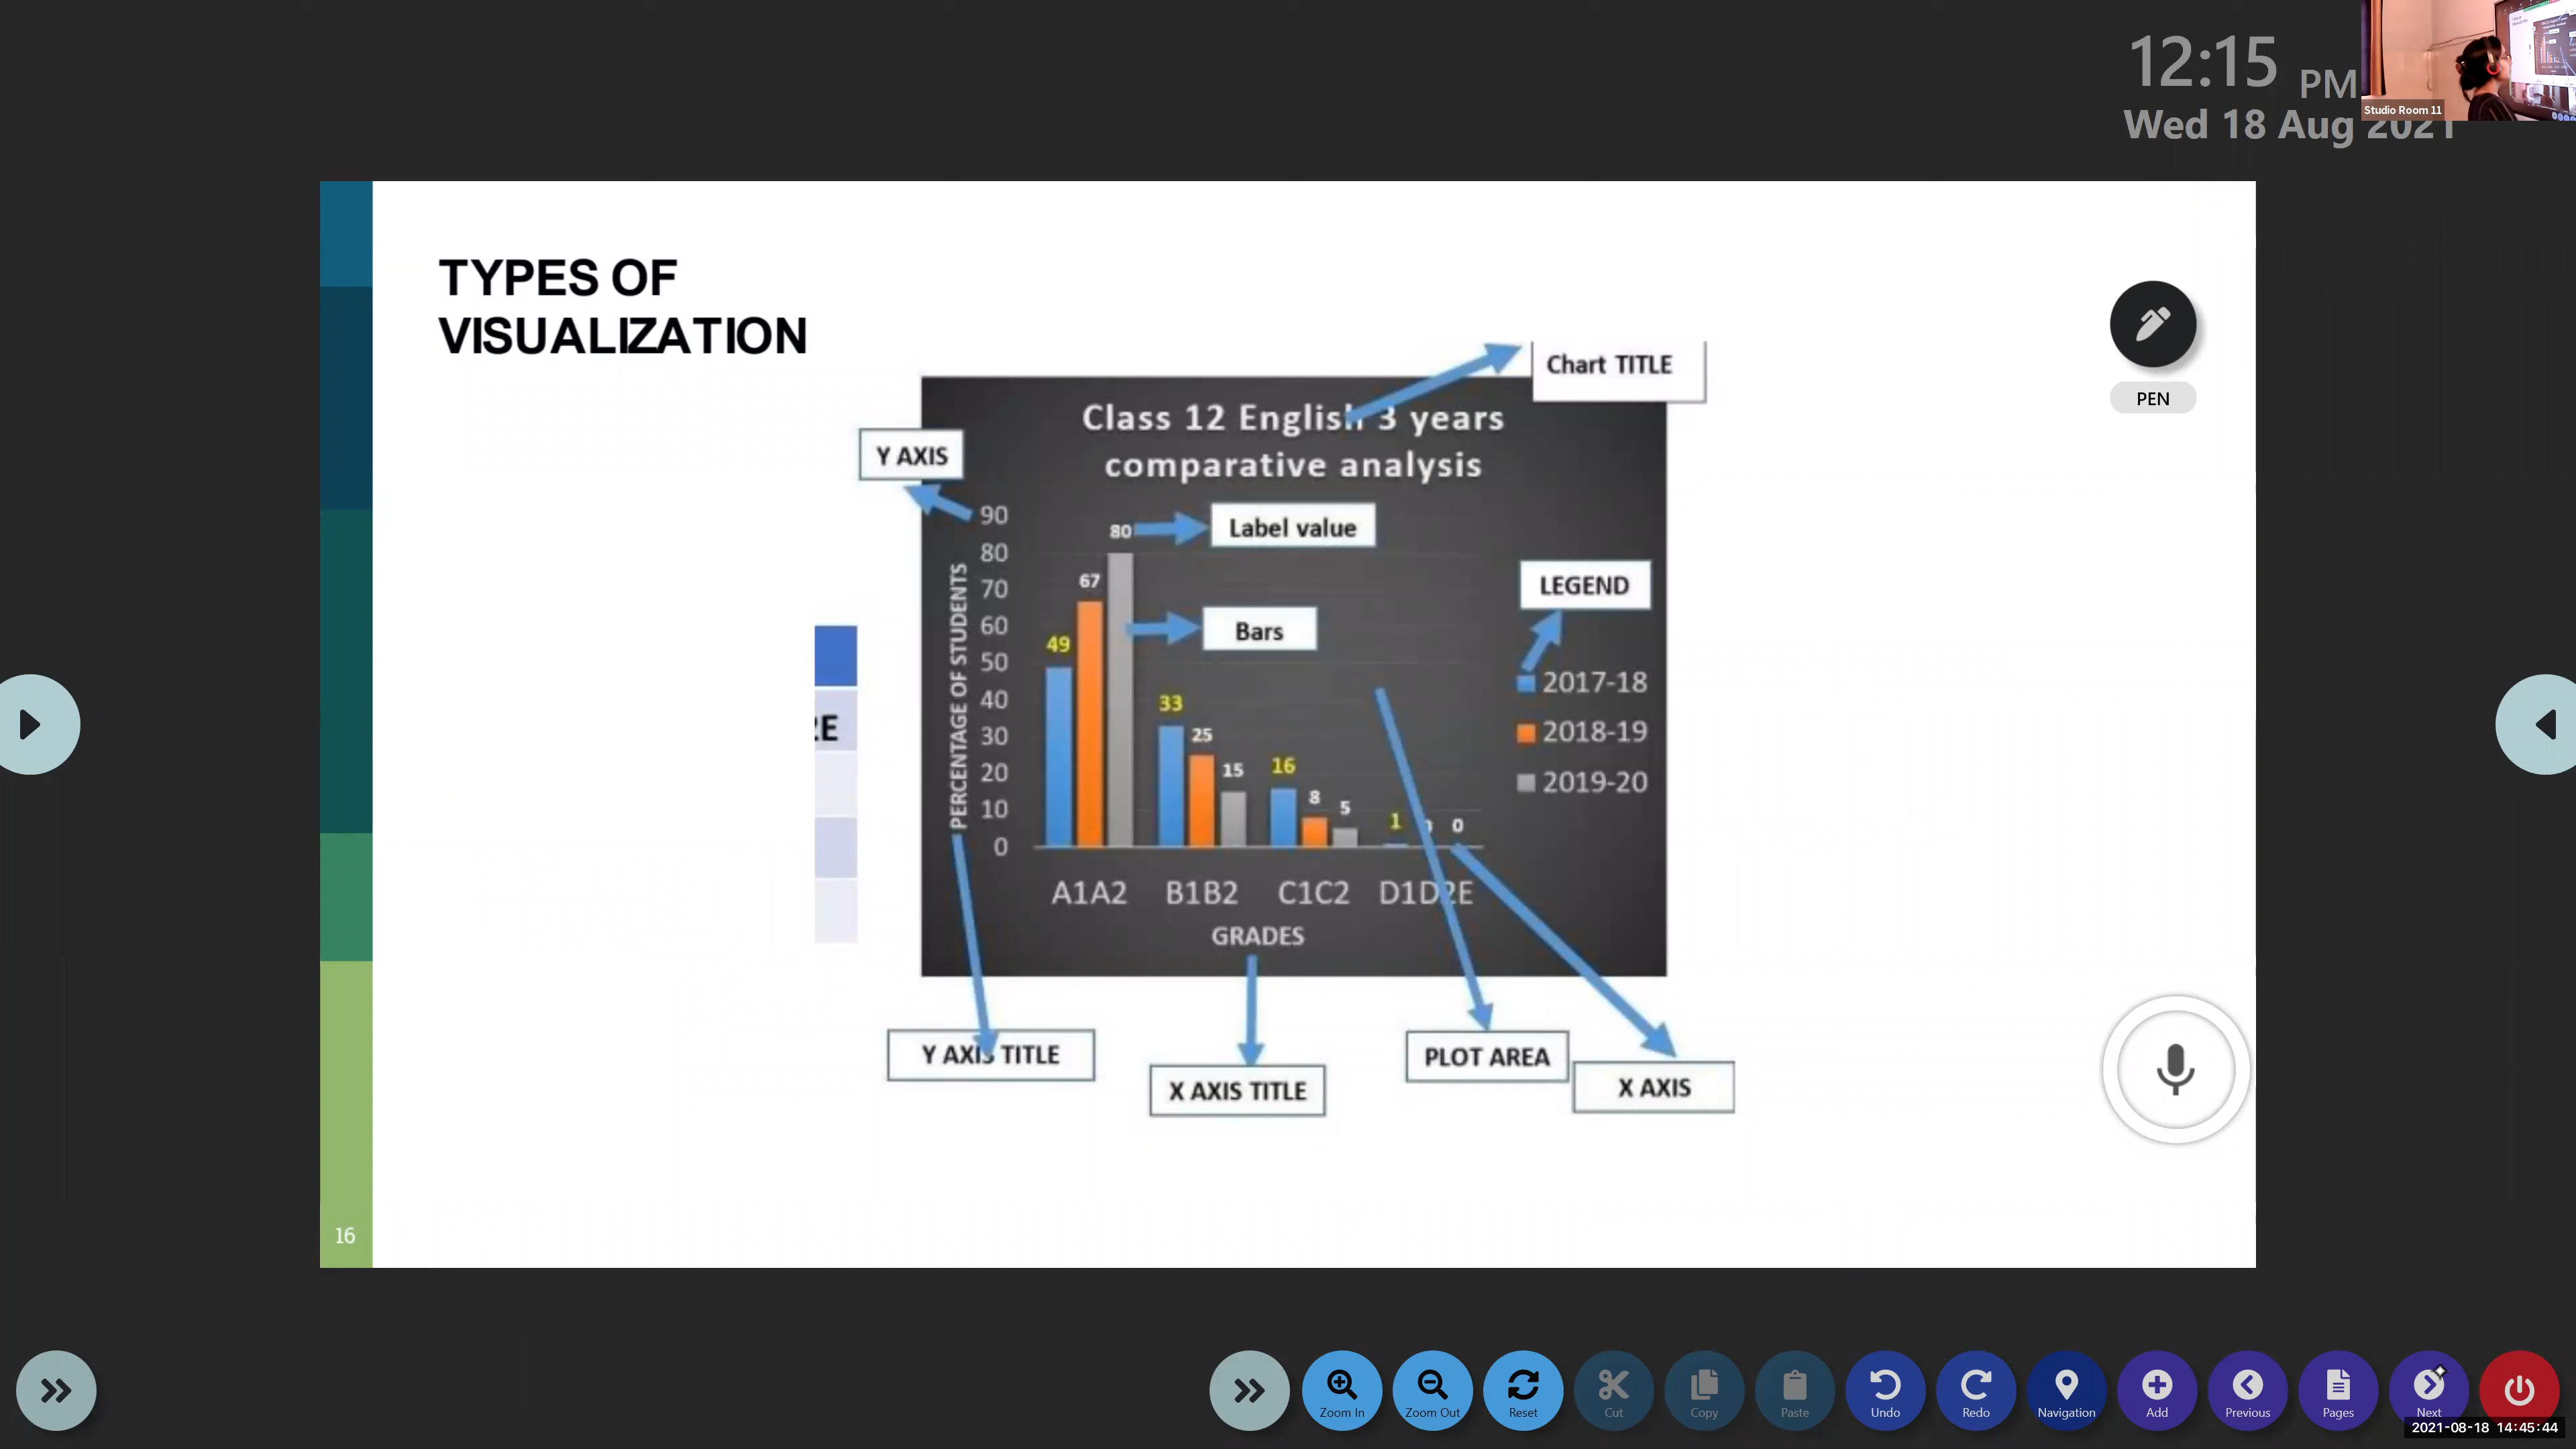 12:15 PM
Wed 18 Aug 2021
Studio Room 11
TYPES OF
VISUALIZATION
PEN
Chart TITLE
Class 12 English 3 years
comparative analysis
Y AXIS
Label value
Bars
LEGEND
2017-18
2018-19
2019-20
PERCENTAGE OF STUDENTS
90
80
70
60
50
40
30
20
10
0
49
67
80
33
25
15
16
8
5
1
0
A1A2 B1B2 C1C2 D1D2E
GRADES
Y AXIS TITLE
X AXIS TITLE
PLOT AREA
X AXIS
16
Zoom In
Zoom Out
Reset
Cut
Copy
Paste
Undo
Redo
Navigation
Add
Previous
Pages
Next
2021-08-18 14:45:44